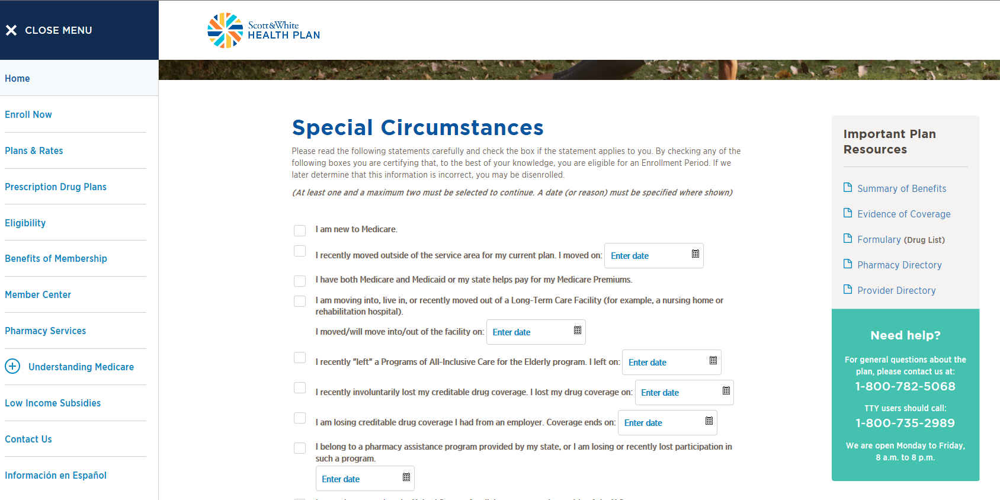 CLOSE MENU
Scott&White
HEALTH PLAN
Home
Enroll Now
Plans & Rates
Prescription Drug Plans
Eligibility
Benefits of Membership
Member Center
Pharmacy Services
Understanding Medicare
Low Income Subsidies
Contact Us
Información en Español
Special Circumstances
Please read the following statements carefully and check the box if the statement applies to you. By checking any of the
following boxes you are certifying that, to the best of your knowledge, you are eligible for an Enrollment Period. If we
later determine that this information is incorrect, you may be disenrolled.
(At least one and a maximum two must be selected to continue. A date (or reason) must be specified where shown)
I am new to Medicare.
I recently moved outside of the service area for my current plan. I moved on: Enter date
I have both Medicare and Medicaid or my state helps pay for my Medicare Premiums.
I am moving into, live in, or recently moved out of a Long-Term Care Facility (for example, a nursing home or
rehabilitation hospital).
I moved/will move into/out of the facility on: Enter date
I recently "left" a Programs of All-Inclusive Care for the Elderly program. I left on: Enter date
I recently involuntarily lost my creditable drug coverage. I lost my drug coverage on: Enter date
I am losing creditable drug coverage I had from an employer. Coverage ends on: Enter date
I belong to a pharmacy assistance program provided by my state, or I am losing or recently lost participation in
such a program.
Enter date
Important Plan
Resources
Summary of Benefits
Evidence of Coverage
Formulary (Drug List)
Pharmacy Directory
Provider Directory
Need help?
For general questions about the
plan, please contact us at:
1-800-782-5068
TTY users should call:
1-800-735-2989
We are open Monday to Friday,
8 a.m. to 8 p.m.